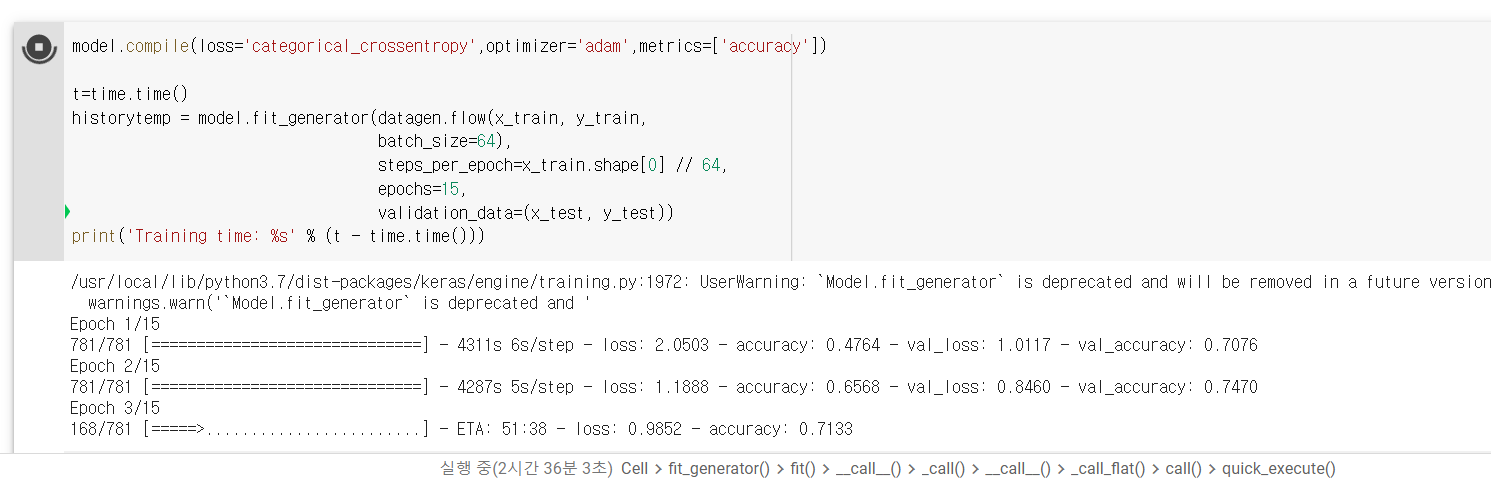 model.compile(loss='categorical_crossentropy',optimizer='adam',metrics=['accuracy'])
t=time.time()
historytemp = model.fit_generator(datagen.flow(x_train, y_train,
batch_size=64),
steps_per_epoch=x_train.shape[0] // 64,
epochs=15,
validation_data=(x_test, y_test))
print('Training time: %s' % (t - time.time()))
/usr/local/lib/python3.7/dist-packages/keras/engine/training.py:1972: UserWarning: `Model.fit_generator` is deprecated and will be removed in a future version
warnings.warn('`Model.fit_generator` is deprecated and '
Epoch 1/15
781/781 [==============================] - 4311s 6s/step - loss: 2.0503 - accuracy: 0.4764 - val_loss: 1.0117 - val_accuracy: 0.7076
Epoch 2/15
781/781 [==============================] - 4287s 5s/step - loss: 1.1888 - accuracy: 0.6568 - val_loss: 0.8460 - val_accuracy: 0.7470
Epoch 3/15
168/781 [=====>........................] - ETA: 51:38 - loss: 0.9852 - accuracy: 0.7133
실행 중(2시간 36분 3초) Cell > fit_generator() > fit() > __call__() > _call() > __call__() > _call_flat() > call() > quick_execute()